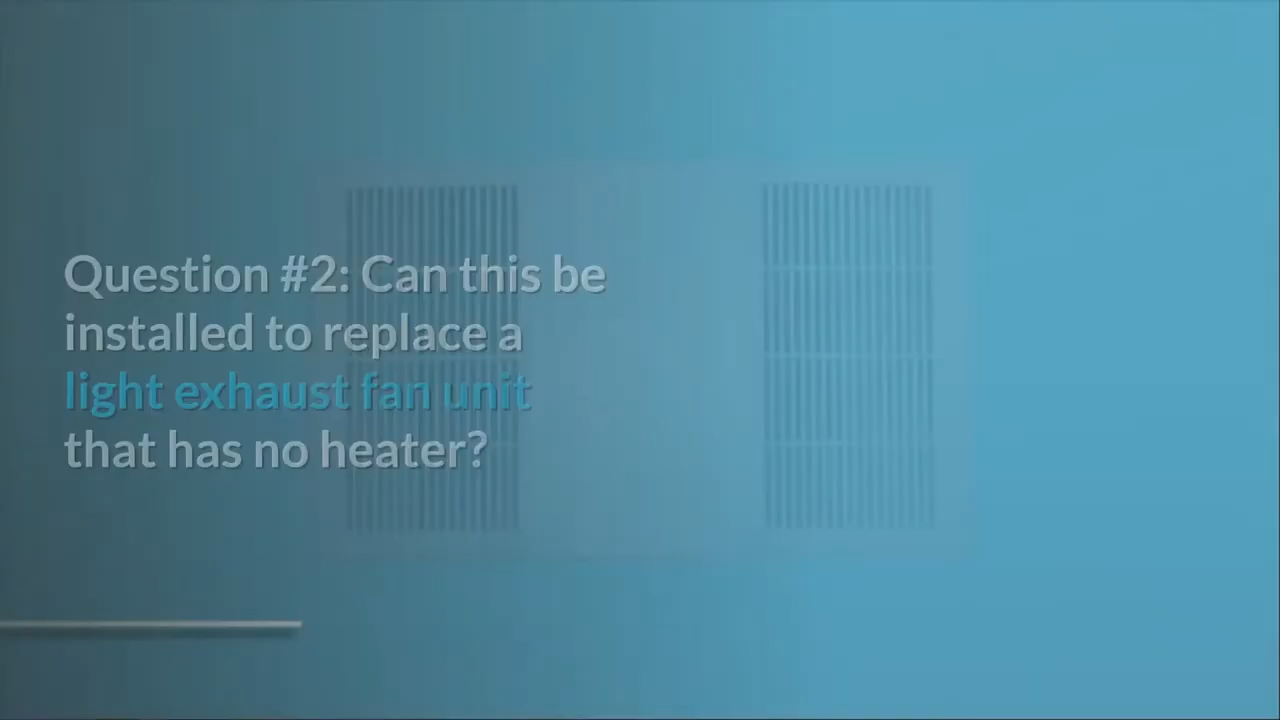 Question #2: Can this be
installed to replace a
light exhaust fan unit
that has no heater?